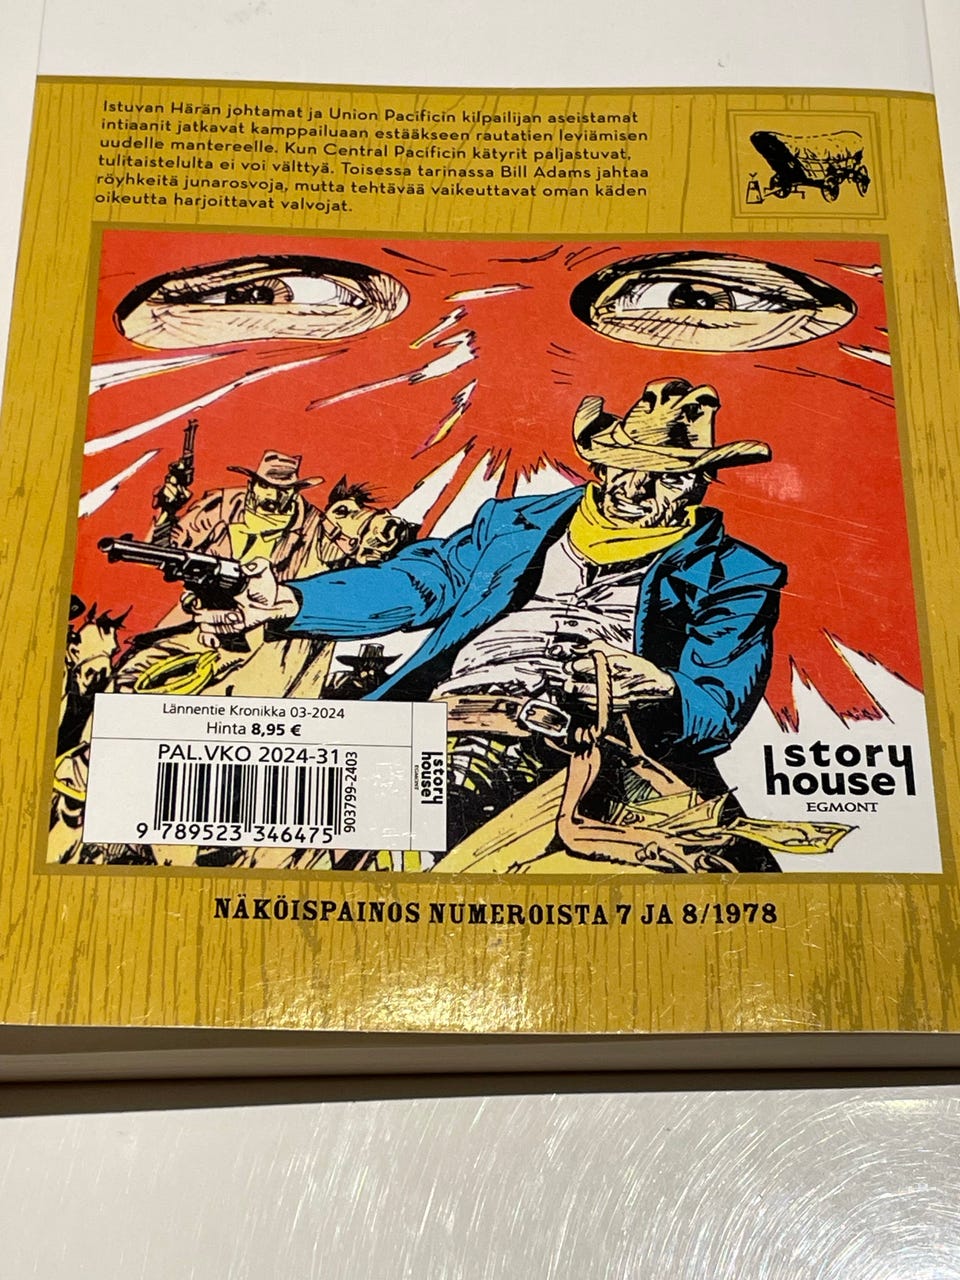 Istuvan Härän johtamat ja Union Pacificin kilpailijan aseistamat
intiaanit jatkavat kamppailuaan estääkseen rautatien leviämisen
uudelle mantereelle. Kun Central Pacificin kätyrit paljastuvat,
tulitaistelulta ei voi välttyä. Toisessa tarinassa Bill Adams jahtaa
röyhkeitä junarosvoja, mutta tehtävää vaikeuttavat oman käden
oikeutta harjoittavat valvojat.
Lännentie Kronikka 03-2024
Hinta 8,95 €
PAL.VKO 2024-31
9 789523 346475
903799-2403
story
house
EGMONT
story
house
EGMONT
NÄKÖISPAINOS NUMEROISTA 7 JA 8/1978